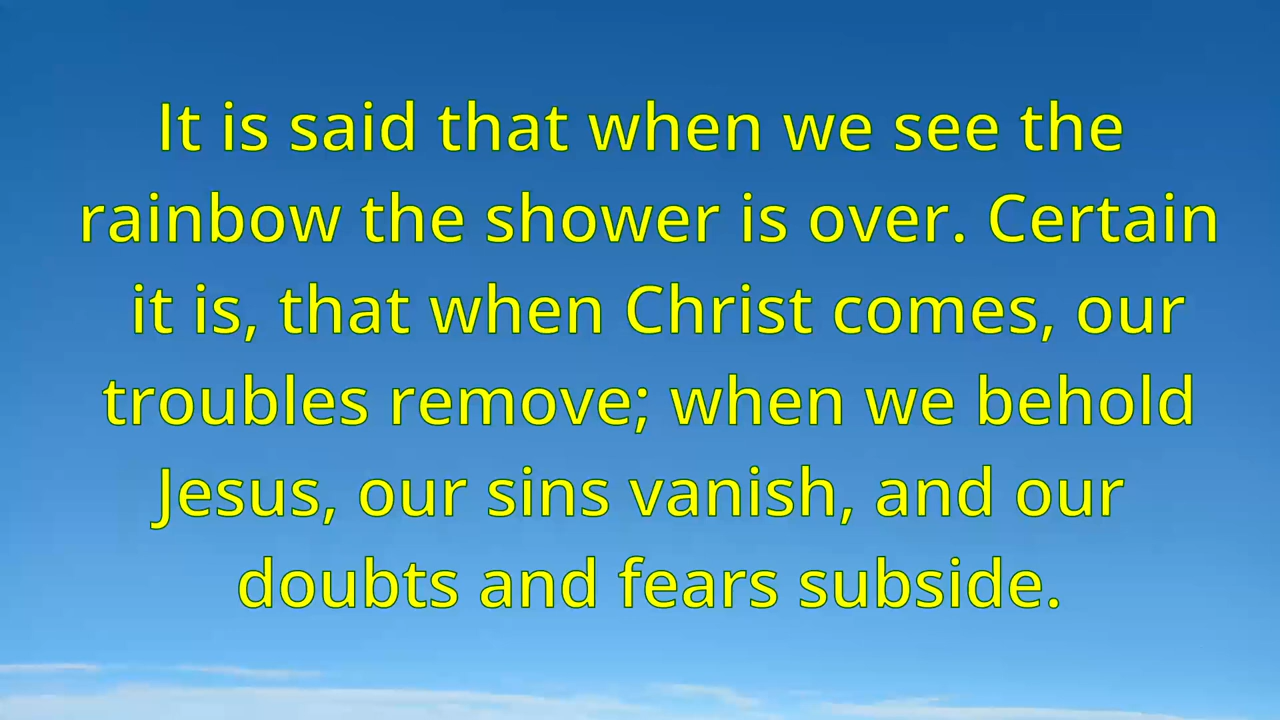 It is said that when we see the
rainbow the shower is over. Certain
it is, that when Christ comes, our
troubles remove; when we behold
Jesus, our sins vanish, and our
doubts and fears subside.